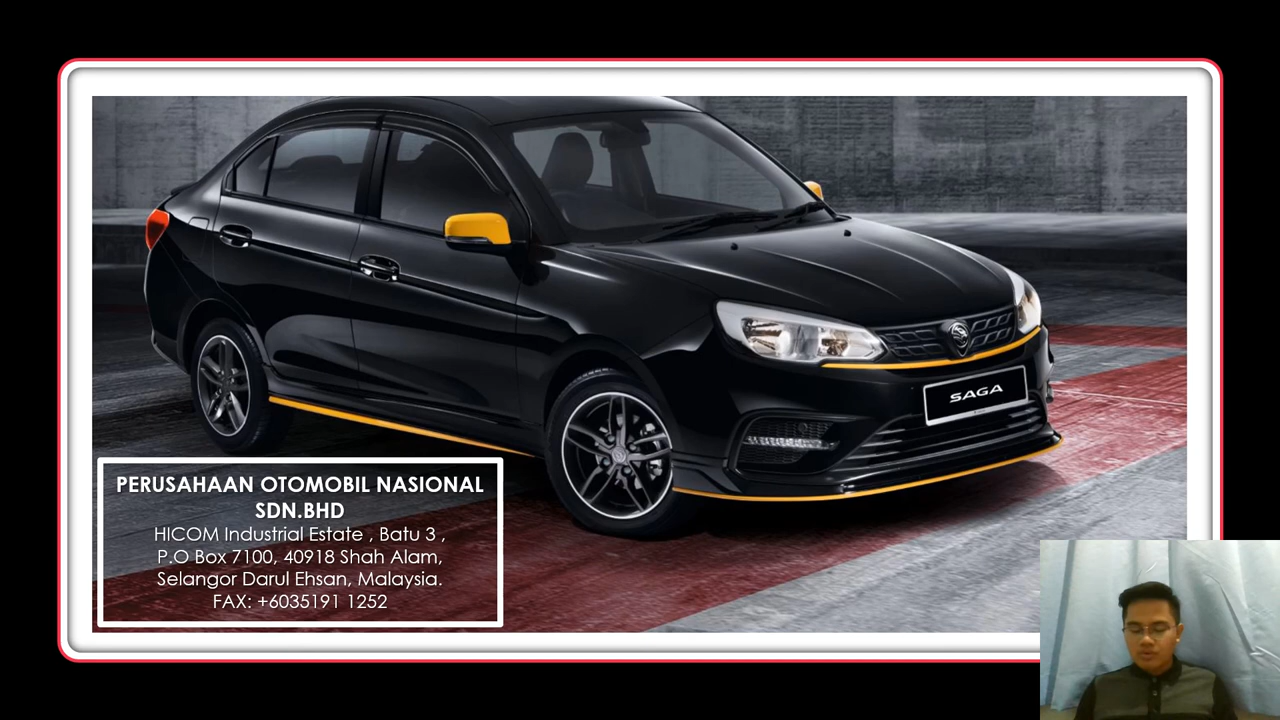 SAGA
PERUSAHAAN OTOMOBIL NASIONAL
SDN.BHD
HICOM Industrial Estate , Batu 3 ,
P.O Box 7100, 40918 Shah Alam,
Selangor Darul Ehsan, Malaysia.
FAX: +6035191 1252